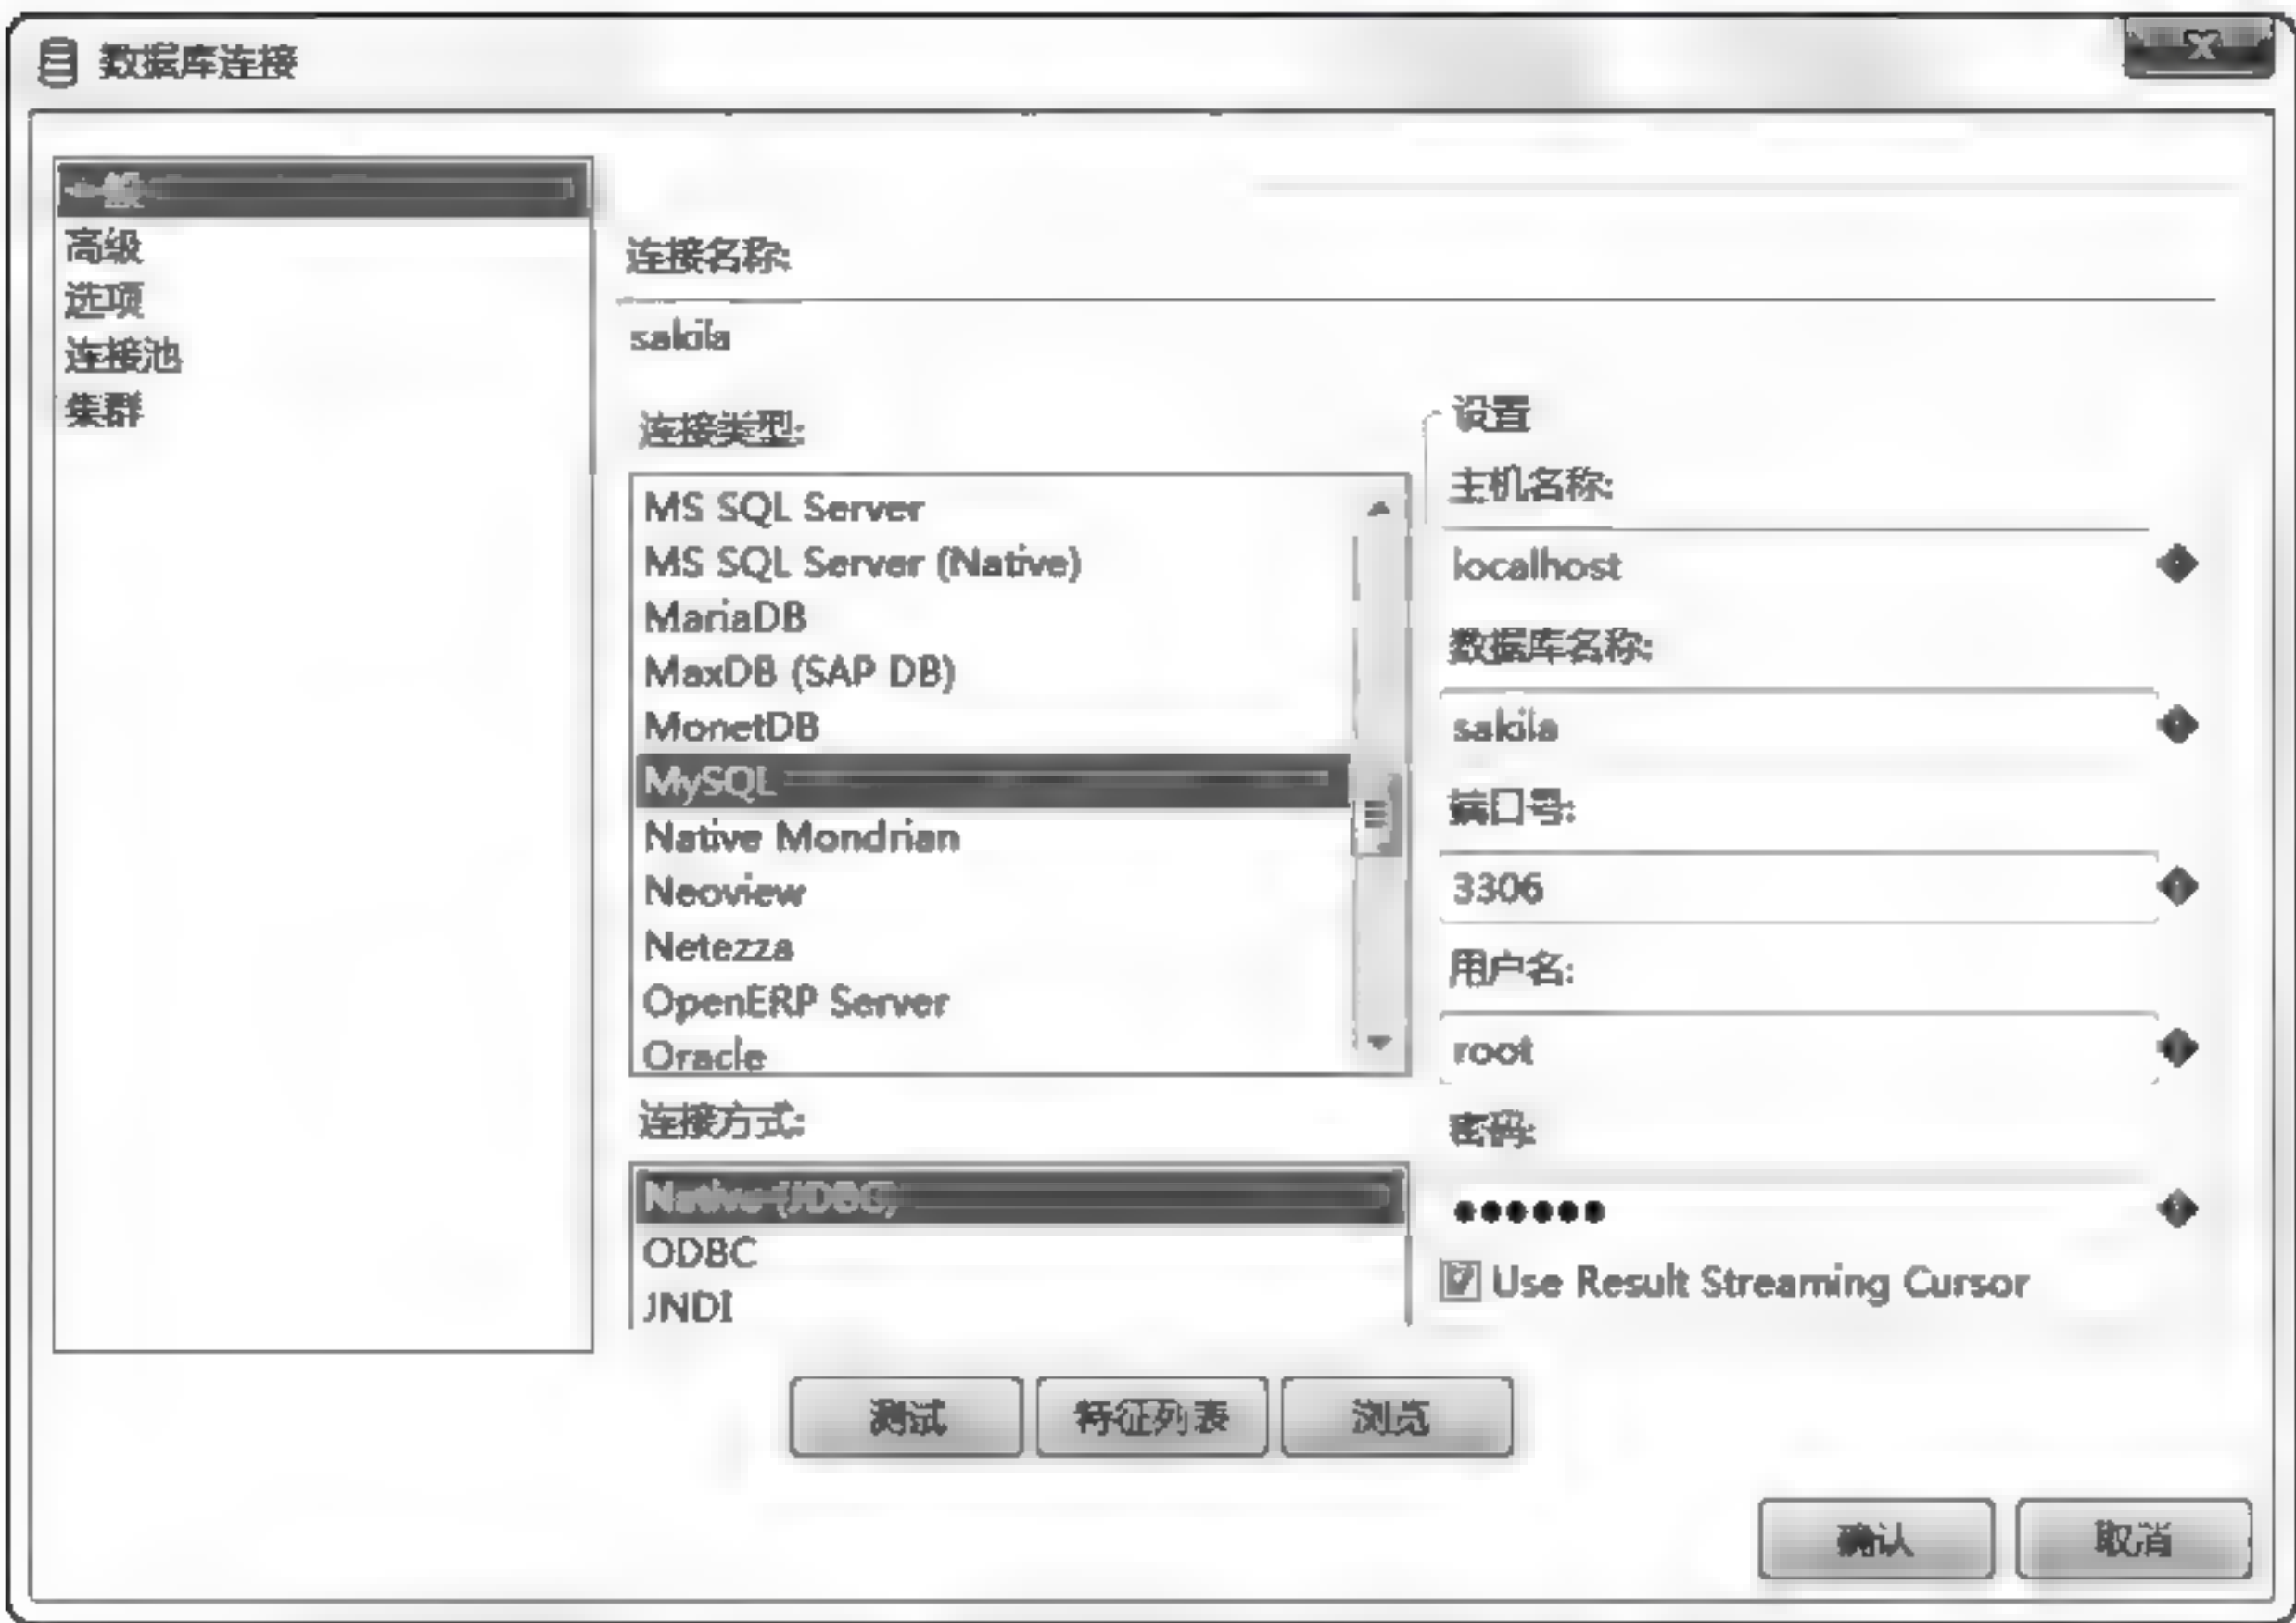 数据库连接
一般
高级
选项
连接池
集群
连接名称:
sakila
连接类型:
MS SQL Server
MS SQL Server (Native)
MariaDB
MaxDB (SAP DB)
MonetDB
MySQL
Native Mondrian
Neoview
Netezza
OpenERP Server
Oracle
连接方式:
Native (JDBC)
ODBC
JNDI
设置
主机名称:
localhost
数据库名称:
sakila
端口号:
3306
用户名:
root
密码:
●●●●●●
Use Result Streaming Cursor
测试
特征列表
浏览
确认
取消